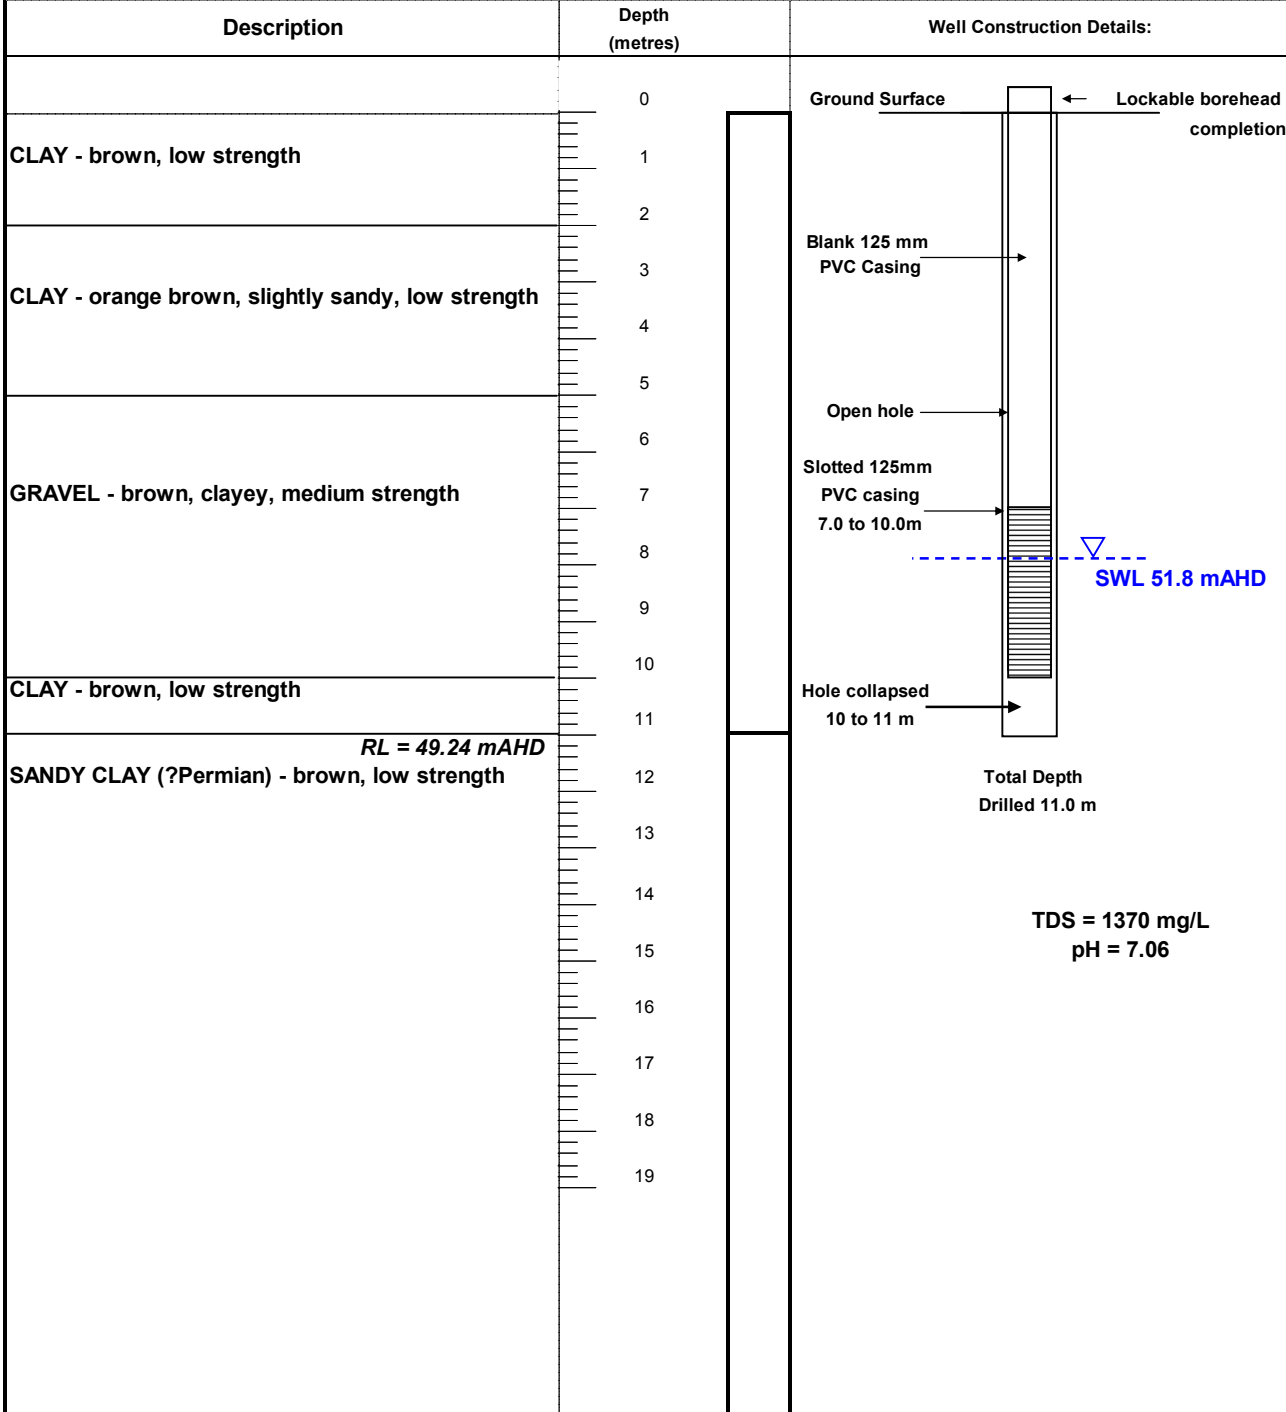 Description
Depth
(metres)
Well Construction Details:
0
Ground Surface
Lockable borehead
completion
CLAY - brown, low strength
1
2
Blank 125 mm
PVC Casing
3
CLAY - orange brown, slightly sandy, low strength
4
5
Open hole
6
Slotted 125mm
PVC casing
7.0 to 10.0m
GRAVEL - brown, clayey, medium strength
7
8
SWL 51.8 mAHD
9
10
CLAY - brown, low strength
Hole collapsed
10 to 11 m
11
RL = 49.24 mAHD
SANDY CLAY (?Permian) - brown, low strength
12
Total Depth
Drilled 11.0 m
13
14
TDS = 1370 mg/L
pH = 7.06
15
16
17
18
19